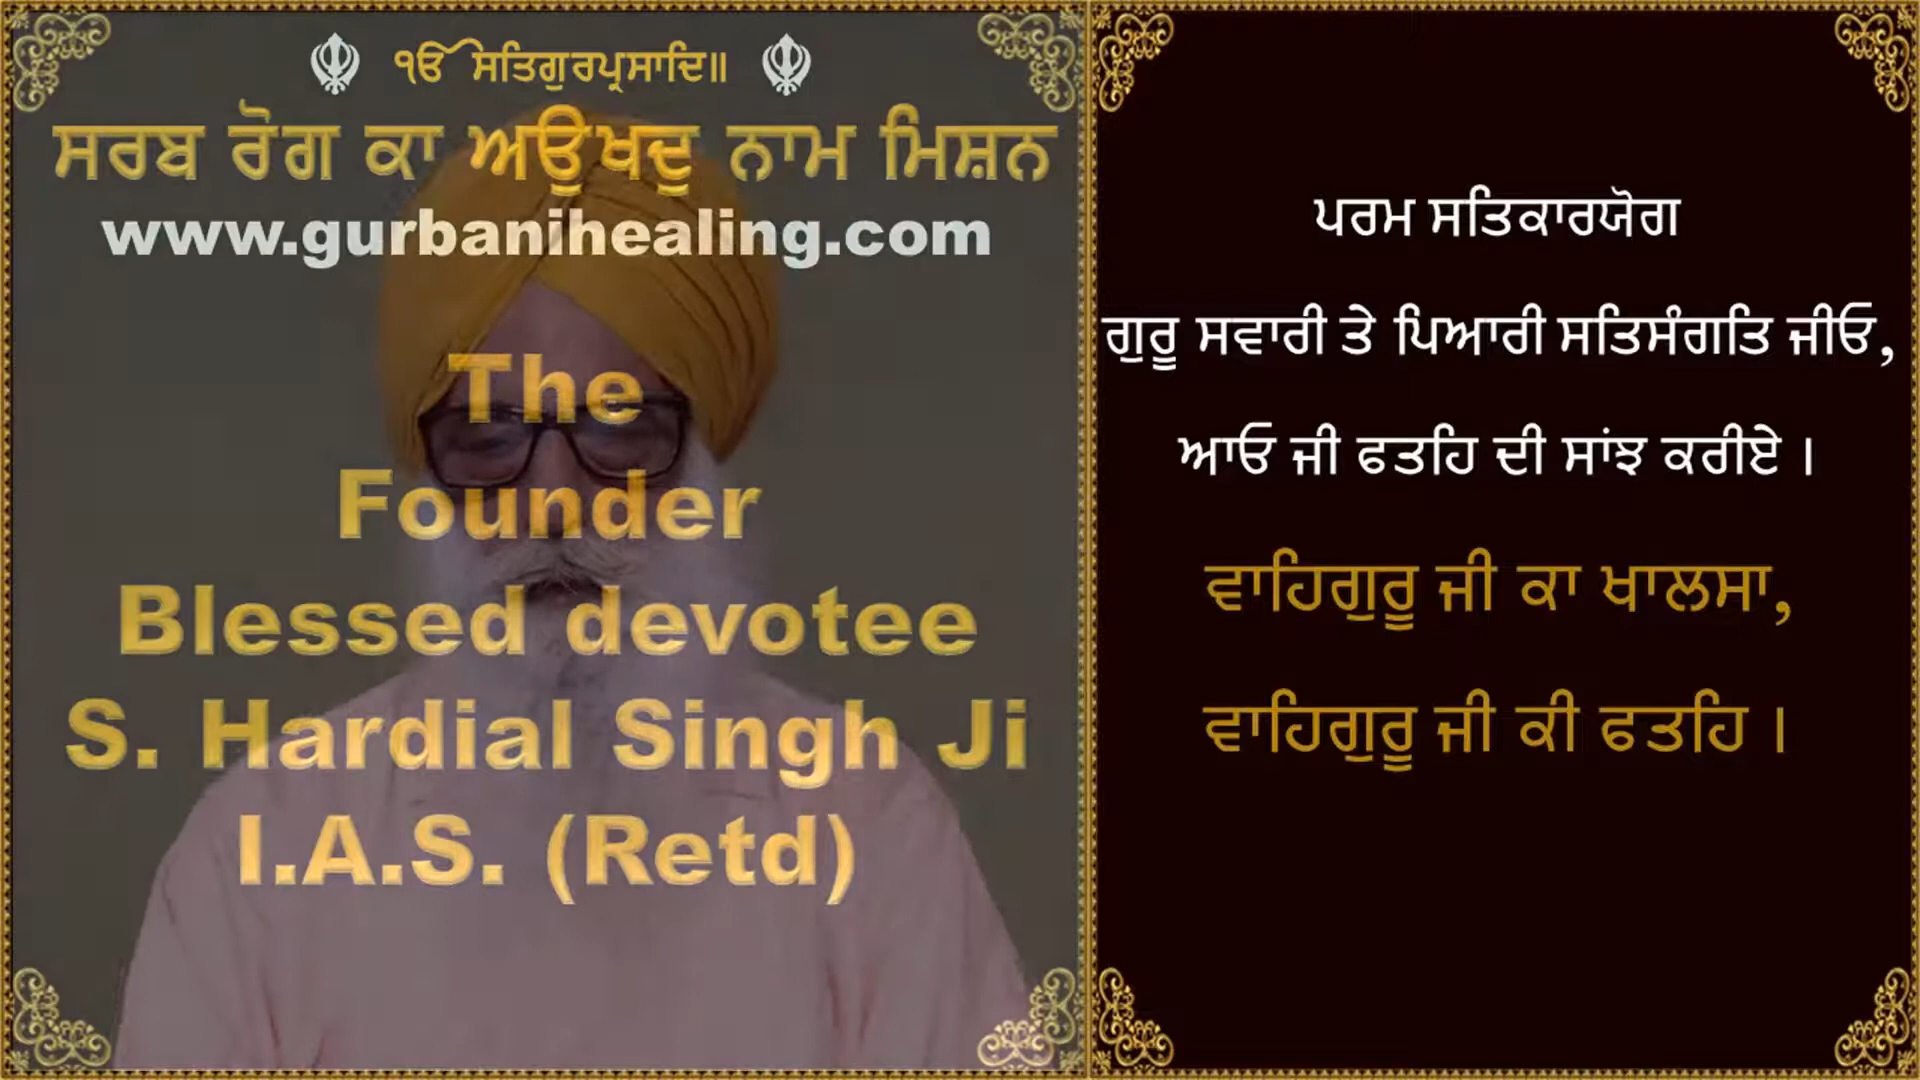 ੴ ਸਤਿਗੁਰਪ੍ਰਸਾਦਿ॥
ਸਰਬ ਰੋਗ ਕਾ ਅਉਖਦੁ ਨਾਮ ਮਿਸ਼ਨ
www.gurbanihealing.com
The
Founder
Blessed devotee
S. Hardial Singh Ji
I.A.S. (Retd)
ਪਰਮ ਸਤਿਕਾਰਯੋਗ
ਗੁਰੂ ਸਵਾਰੀ ਤੇ ਪਿਆਰੀ ਸਤਿਸੰਗਤਿ ਜੀਓ,
ਆਓ ਜੀ ਫਤਹਿ ਦੀ ਸਾਂਝ ਕਰੀਏ ।
ਵਾਹਿਗੁਰੂ ਜੀ ਕਾ ਖਾਲਸਾ,
ਵਾਹਿਗੁਰੂ ਜੀ ਕੀ ਫਤਹਿ ।